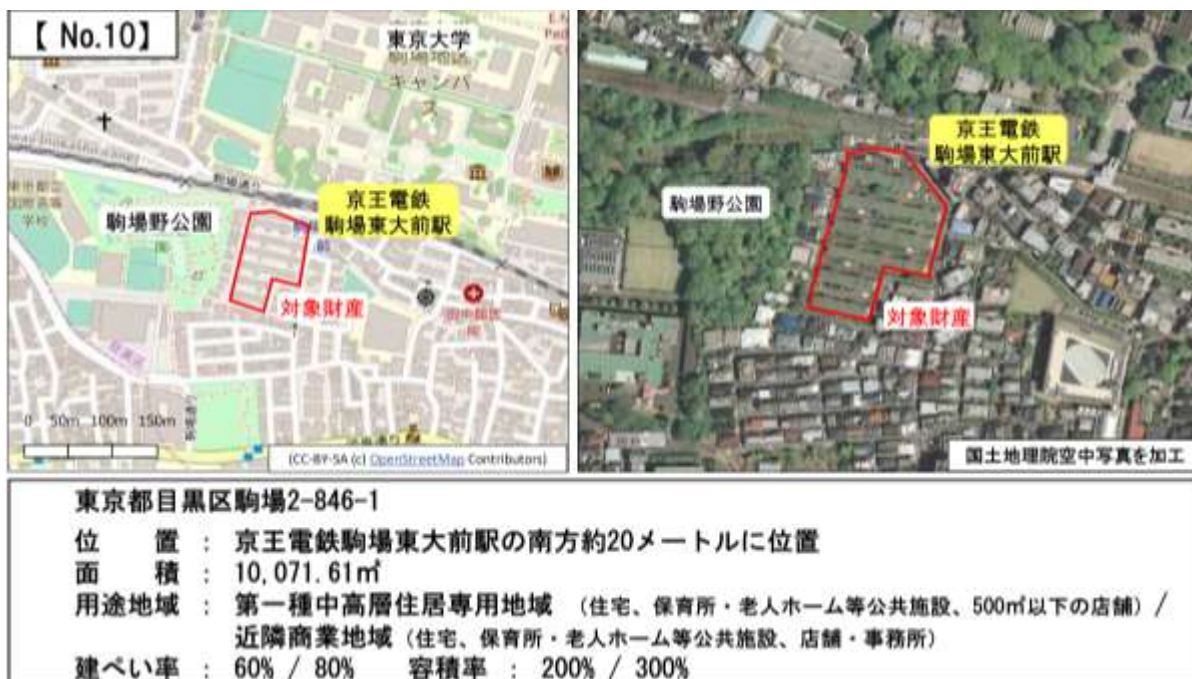 【 No.10】
東京大学
駒場地区
キャンパ
ス
駒場通り
京王電鉄
駒場東大前駅
駒場野公園
対象財産
0 50m 100m 150m
(CC-BY-SA (c) OpenStreetMap Contributors)
京王電鉄
駒場東大前駅
駒場野公園
対象財産
国土地理院空中写真を加工
東京都目黒区駒場2-846-1
位 置 : 京王電鉄駒場東大前駅の南方約20メートルに位置
面 積 : 10,071.61㎡
用途地域 : 第一種中高層住居専用地域 (住宅、保育所・老人ホーム等公共施設、500㎡以下の店舗) /
近隣商業地域 (住宅、保育所・老人ホーム等公共施設、店舗・事務所)
建ぺい率 : 60% / 80% 容積率 : 200% / 300%